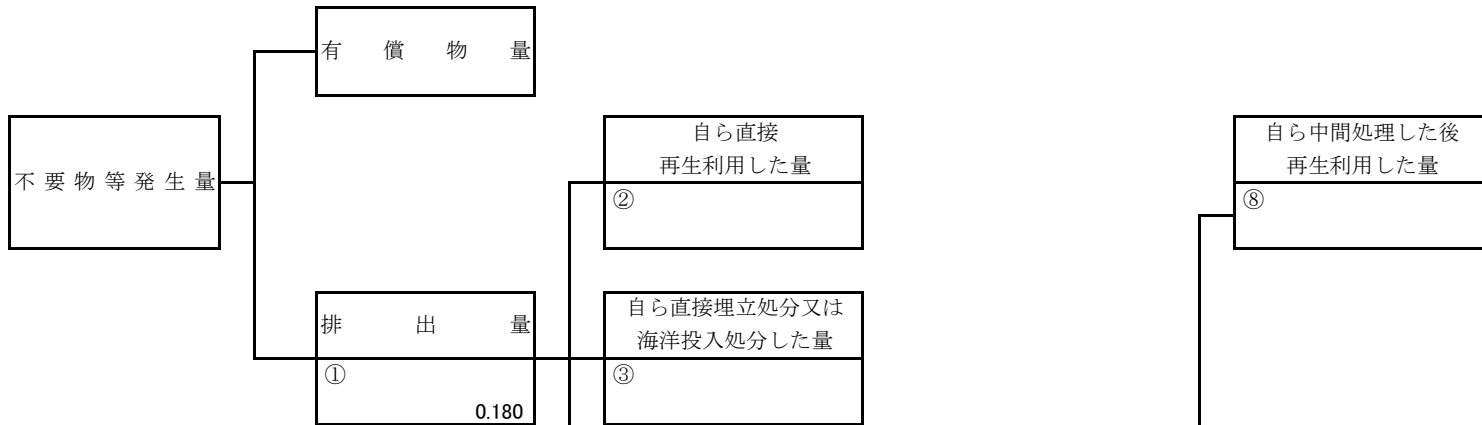 有償物量
不要物等発生量
自ら直接
再生利用した量
②
自ら中間処理した後
再生利用した量
⑧
排出量
①
0.180
自ら直接埋立処分又は
海洋投入処分した量
③